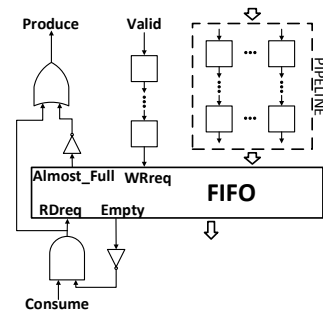 Produce
Valid
PIPELINE
Almost_Full
WRreq
FIFO
RDreq
Empty
Consume